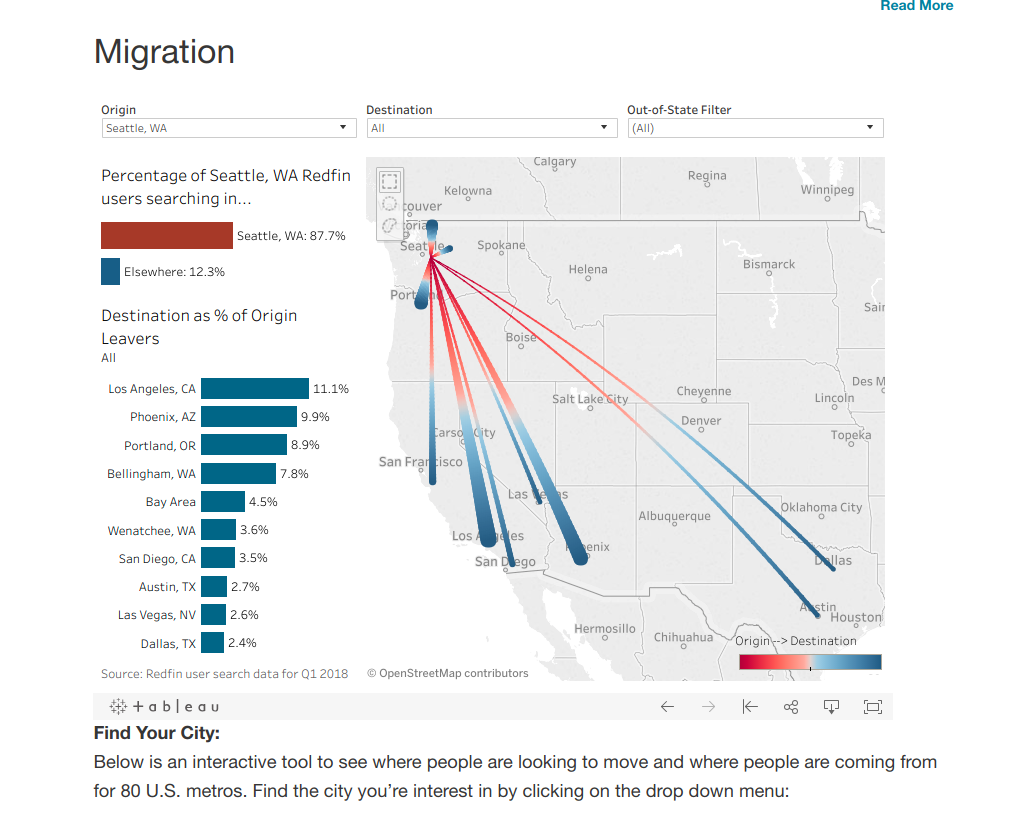 Read More
Migration
Origin
Destination
Out-of-State Filter
Seattle, WA
All
(All)
Percentage of Seattle, WA Redfin
users searching in...
Seattle, WA: 87.7%
Elsewhere: 12.3%
Destination as % of Origin
Leavers
All
Los Angeles, CA 11.1%
Phoenix, AZ 9.9%
Portland, OR 8.9%
Bellingham, WA 7.8%
Bay Area 4.5%
Wenatchee, WA 3.6%
San Diego, CA 3.5%
Austin, TX 2.7%
Las Vegas, NV 2.6%
Dallas, TX 2.4%
Source: Redfin user search data for Q1 2018
Calgary
Regina
Winnipeg
Kelowna
couver
toria
Seattle
Spokane
Helena
Bismarck
Portland
Sain
Boise
Salt Lake City
Cheyenne
Des M
Lincoln
Denver
Topeka
Carson City
San Francisco
Las Vegas
Albuquerque
Oklahoma City
Los Angeles
Phoenix
San Diego
Dallas
Austin
Houston
Hermosillo
Chihuahua
Origin --> Destination
© OpenStreetMap contributors
+ableau
Find Your City:
Below is an interactive tool to see where people are looking to move and where people are coming from
for 80 U.S. metros. Find the city you’re interest in by clicking on the drop down menu: